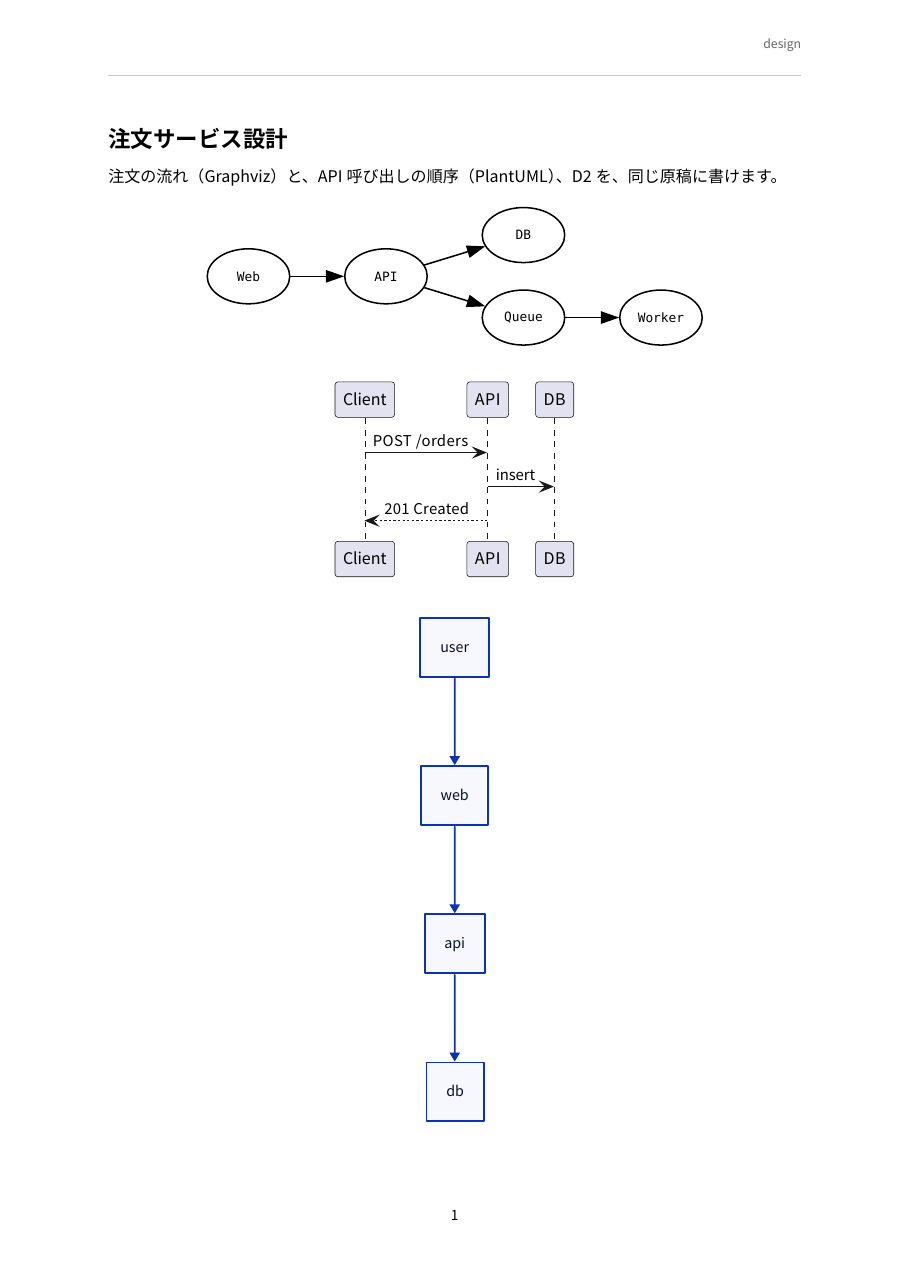 design
注文サービス設計
注文の流れ（Graphviz）と、API 呼び出しの順序（PlantUML）、D2 を、同じ原稿に書けます。
DB
Web
API
Queue
Worker
Client
API
DB
POST /orders
insert
201 Created
Client
API
DB
user
web
api
db
1